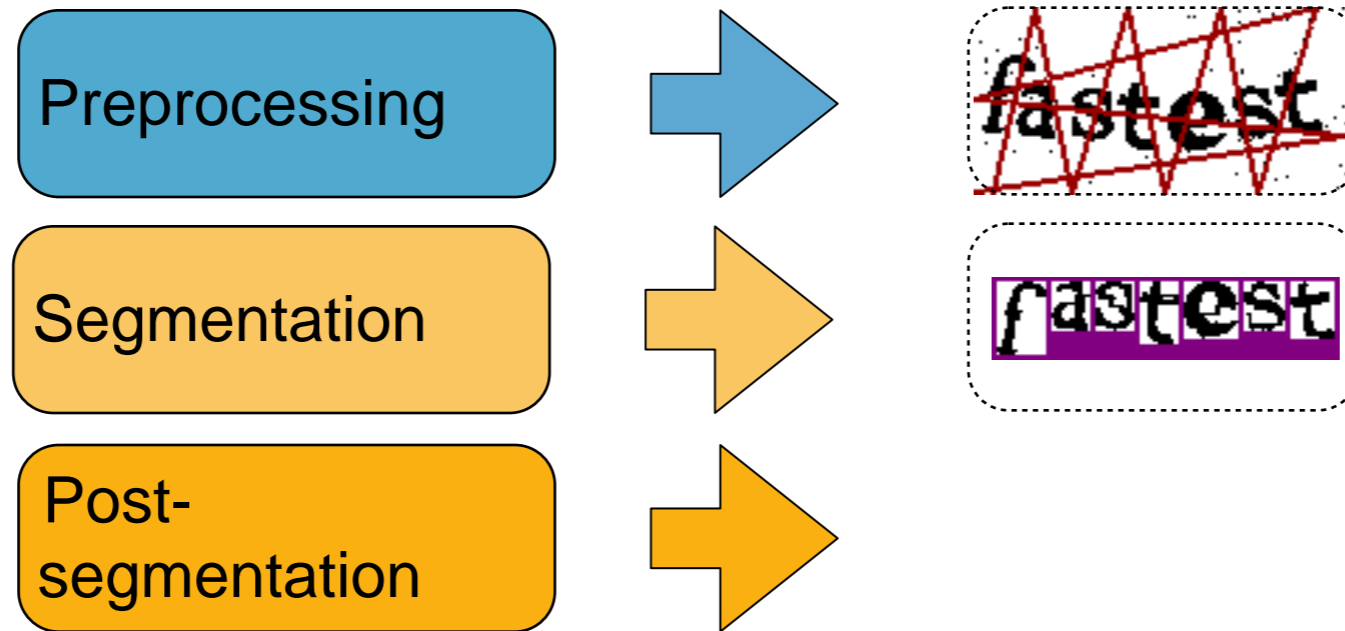 Preprocessing
fastest
Segmentation
fastest
Post-
segmentation